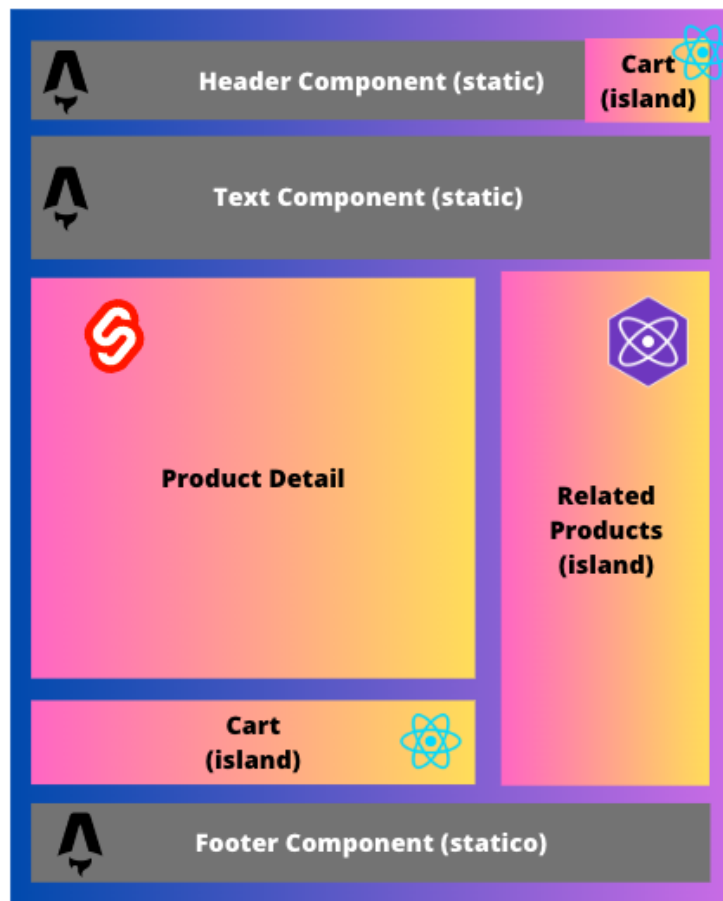 Header Component (static)
Cart
(island)
Text Component (static)
Product Detail
Related
Products
(island)
Cart
(island)
Footer Component (statico)